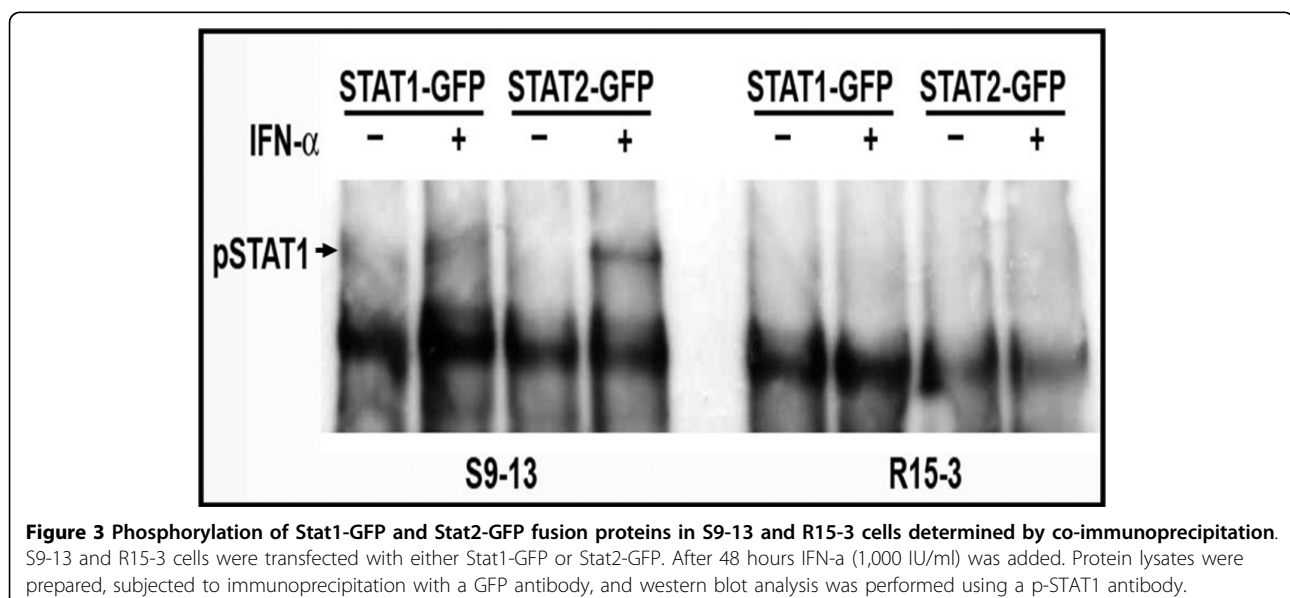 STAT1-GFP STAT2-GFP STAT1-GFP STAT2-GFP
IFN-α − + − + − + − +
pSTAT1
S9-13 R15-3
Figure 3 Phosphorylation of Stat1-GFP and Stat2-GFP fusion proteins in S9-13 and R15-3 cells determined by co-immunoprecipitation.
S9-13 and R15-3 cells were transfected with either Stat1-GFP or Stat2-GFP. After 48 hours IFN-a (1,000 IU/ml) was added. Protein lysates were
prepared, subjected to immunoprecipitation with a GFP antibody, and western blot analysis was performed using a p-STAT1 antibody.